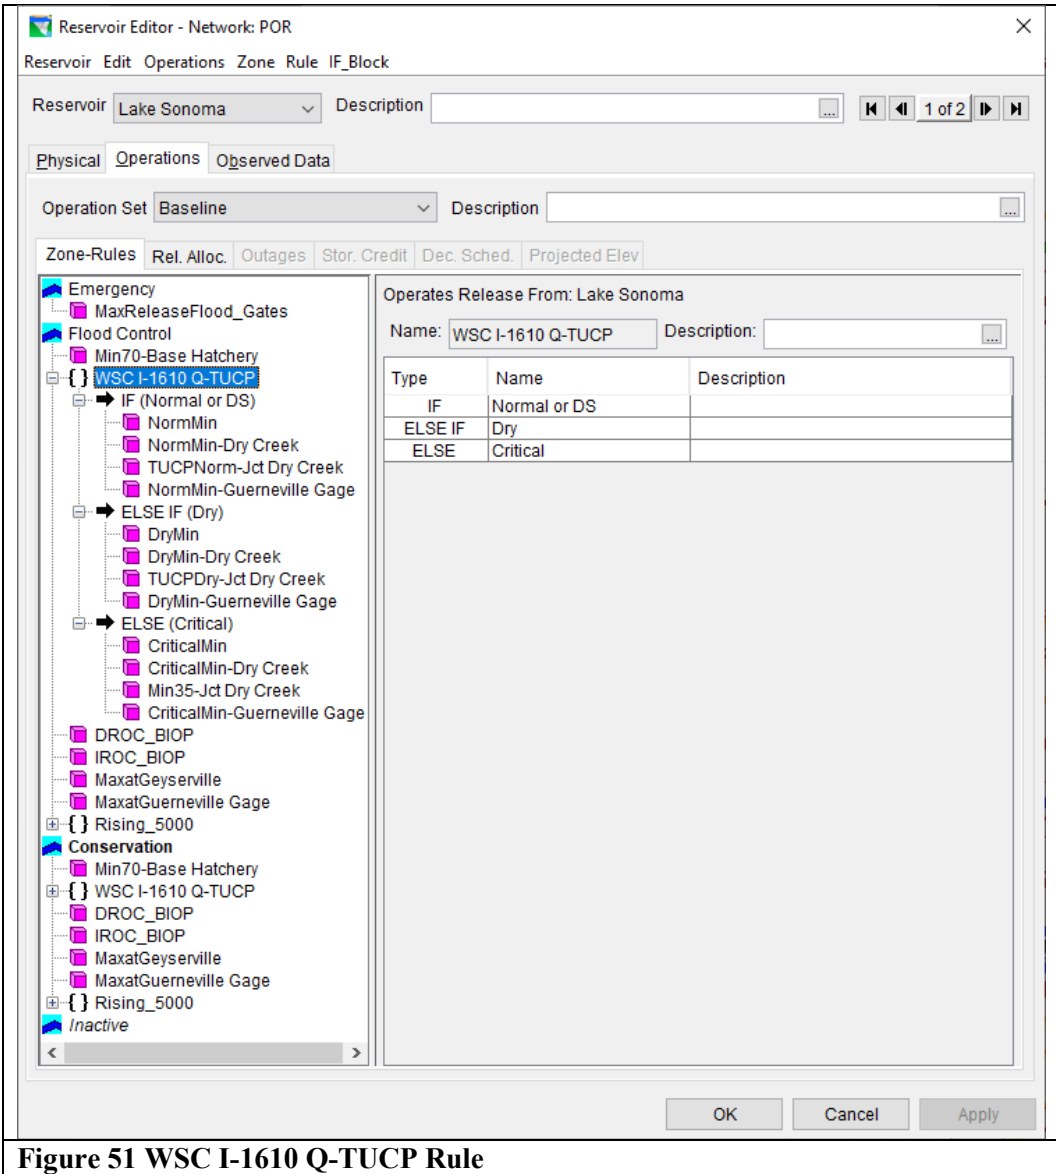 Reservoir Editor - Network: POR
Reservoir Edit Operations Zone Rule IF_Block
Reservoir Lake Sonoma Description ... 1 of 2
Physical Operations Observed Data
Operation Set Baseline Description ...
Zone-Rules Rel. Alloc. Outages Stor. Credit Dec. Sched. Projected Elev
Emergency
MaxReleaseFlood_Gates
Flood Control
Min70-Base Hatchery
{ } WSC I-1610 Q-TUCP
IF (Normal or DS)
NormMin
NormMin-Dry Creek
TUCPNorm-Jct Dry Creek
NormMin-Guerneville Gage
ELSE IF (Dry)
DryMin
DryMin-Dry Creek
TUCPDry-Jct Dry Creek
DryMin-Guerneville Gage
ELSE (Critical)
CriticalMin
CriticalMin-Dry Creek
Min35-Jct Dry Creek
CriticalMin-Guerneville Gage
DROC_BIOP
IROC_BIOP
MaxatGeyserville
MaxatGuerneville Gage
{ } Rising_5000
Conservation
Min70-Base Hatchery
{ } WSC I-1610 Q-TUCP
DROC_BIOP
IROC_BIOP
MaxatGeyserville
MaxatGuerneville Gage
{ } Rising_5000
Inactive
Operates Release From: Lake Sonoma
Name: WSC I-1610 Q-TUCP Description: ...
Type Name Description
IF Normal or DS
ELSE IF Dry
ELSE Critical
OK Cancel Apply
Figure 51 WSC I-1610 Q-TUCP Rule